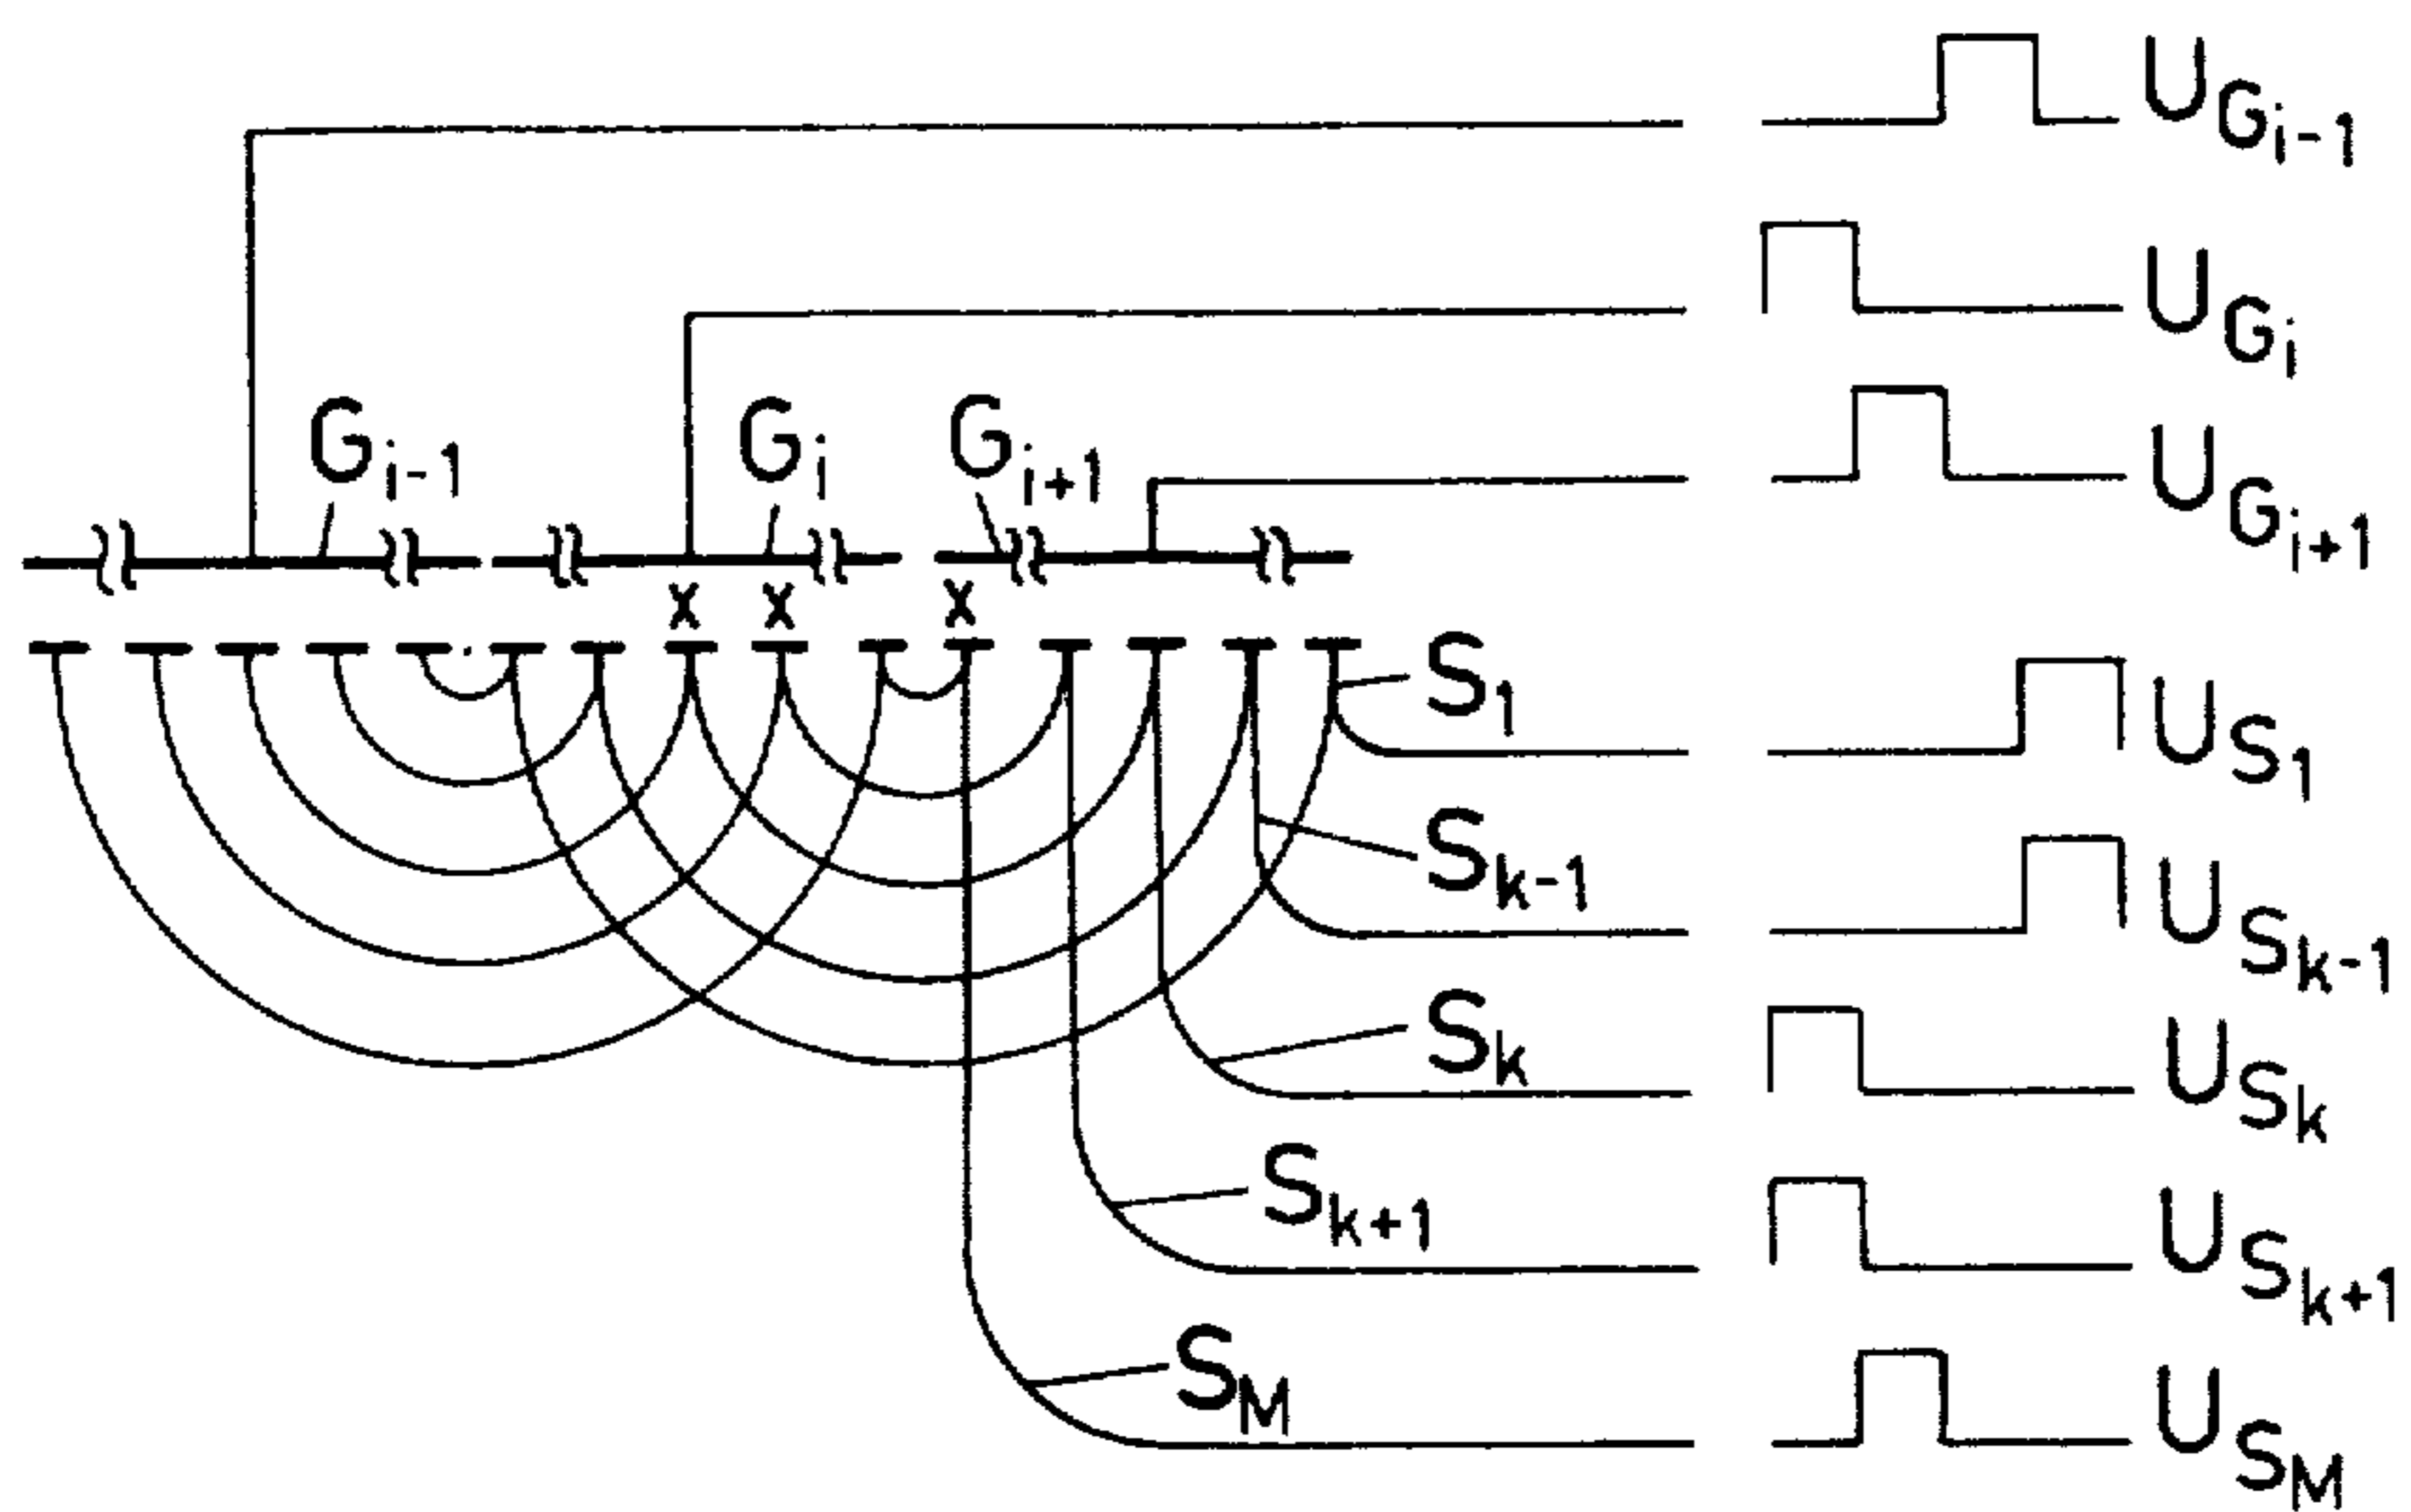 U_{G_{i-1}}
U_{G_i}
G_{i-1} G_i G_{i+1}
U_{G_{i+1}}
x x x
S_1
U_{S_1}
S_{k-1}
U_{S_{k-1}}
S_k
U_{S_k}
S_{k+1}
U_{S_{k+1}}
S_M
U_{S_M}